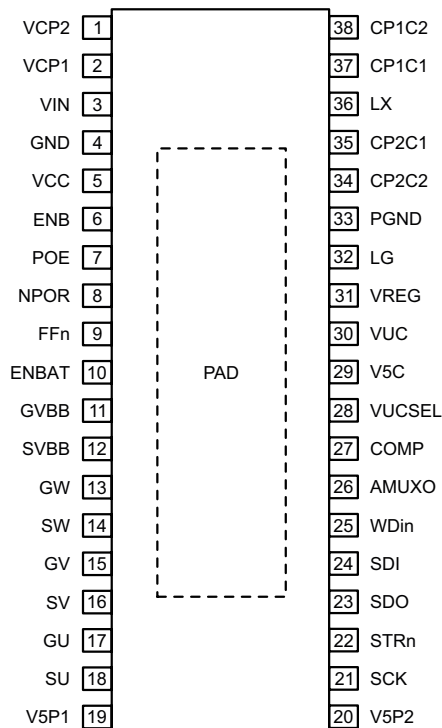 VCP2 1 38 CP1C2
VCP1 2 37 CP1C1
VIN 3 36 LX
GND 4 35 CP2C1
VCC 5 34 CP2C2
ENB 6 33 PGND
POE 7 32 LG
NPOR 8 31 VREG
FFn 9 30 VUC
ENBAT 10 PAD 29 V5C
GVBB 11 28 VUCSEL
SVBB 12 27 COMP
GW 13 26 AMUXO
SW 14 25 WDin
GV 15 24 SDI
SV 16 23 SDO
GU 17 22 STRn
SU 18 21 SCK
V5P1 19 20 V5P2